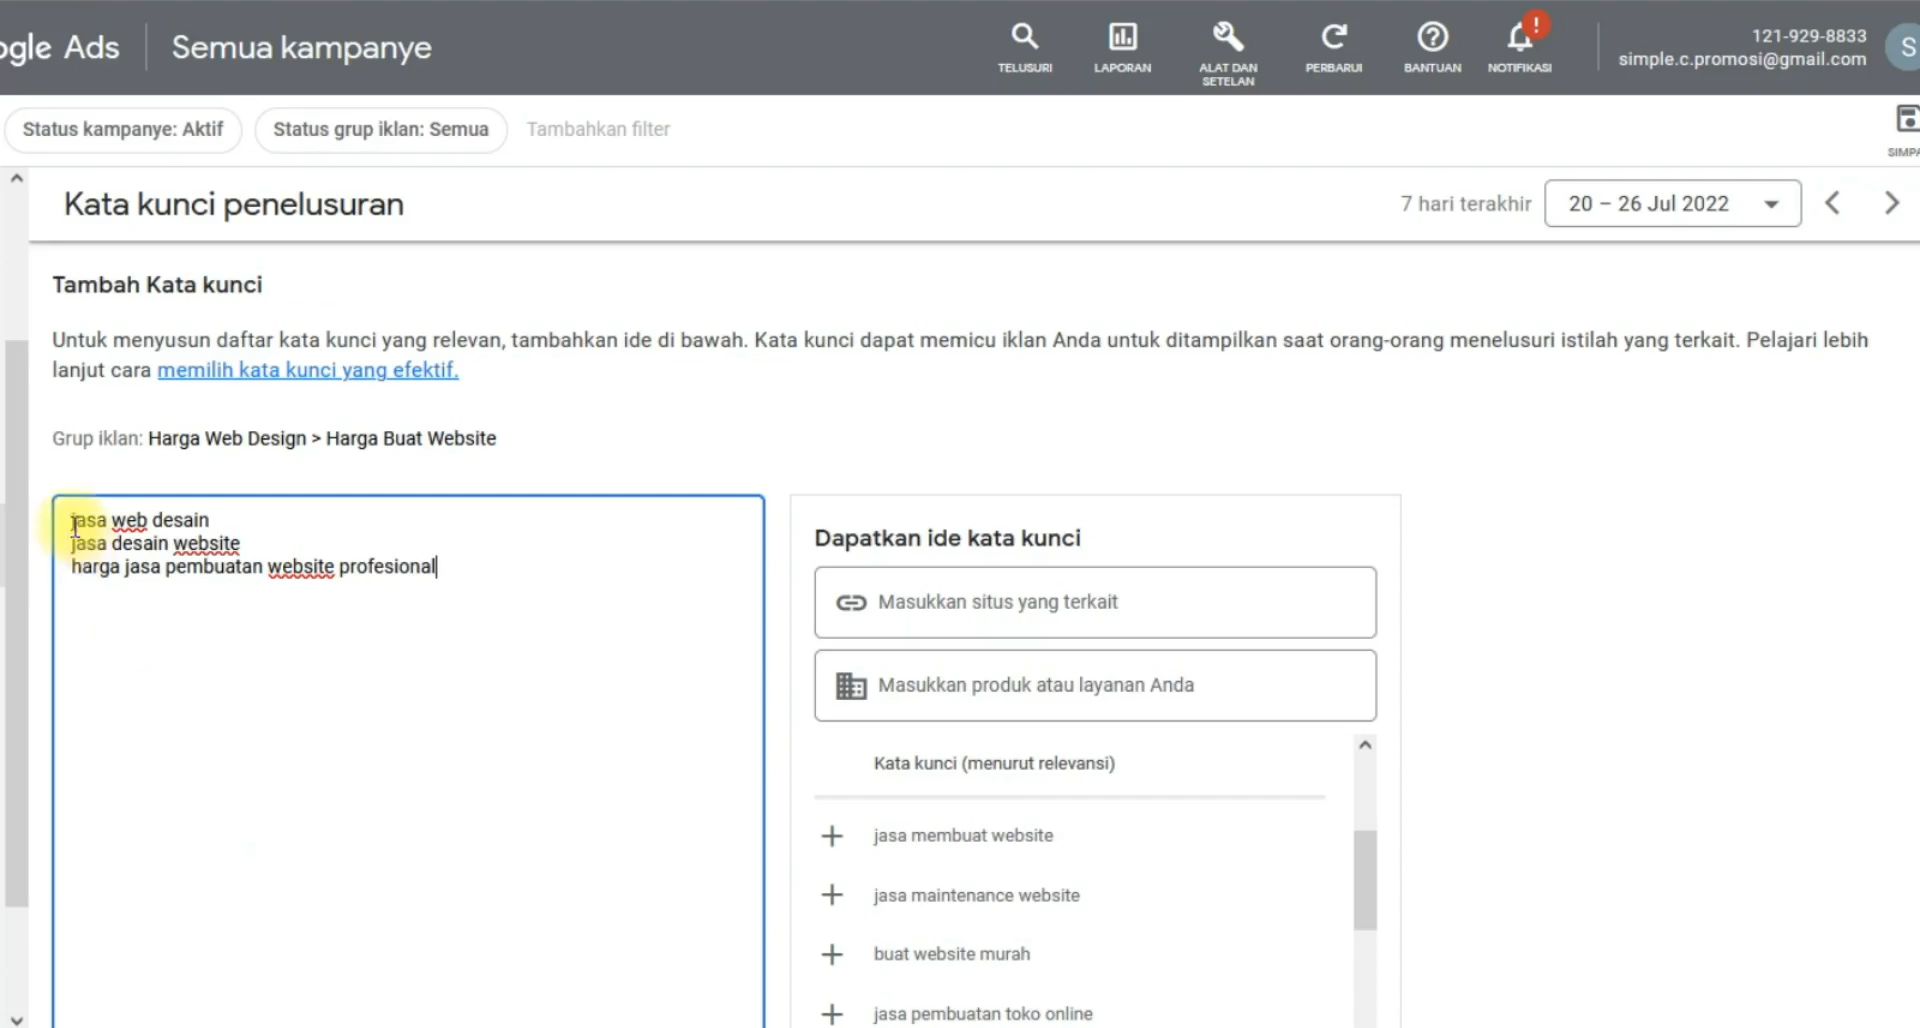 ogle Ads
Semua kampanye
TELUSURI
LAPORAN
ALAT DAN
SETELAN
PERBARUI
BANTUAN
!
NOTIFIKASI
121-929-8833
simple.c.promosi@gmail.com
S
Status kampanye: Aktif
Status grup iklan: Semua
Tambahkan filter
SIMPA
Kata kunci penelusuran
7 hari terakhir
20 – 26 Jul 2022
Tambah Kata kunci
Untuk menyusun daftar kata kunci yang relevan, tambahkan ide di bawah. Kata kunci dapat memicu iklan Anda untuk ditampilkan saat orang-orang menelusuri istilah yang terkait. Pelajari lebih
lanjut cara memilih kata kunci yang efektif.
Grup iklan: Harga Web Design > Harga Buat Website
jasa web desain
jasa desain website
harga jasa pembuatan website profesional
Dapatkan ide kata kunci
Masukkan situs yang terkait
Masukkan produk atau layanan Anda
Kata kunci (menurut relevansi)
jasa membuat website
jasa maintenance website
buat website murah
jasa pembuatan toko online